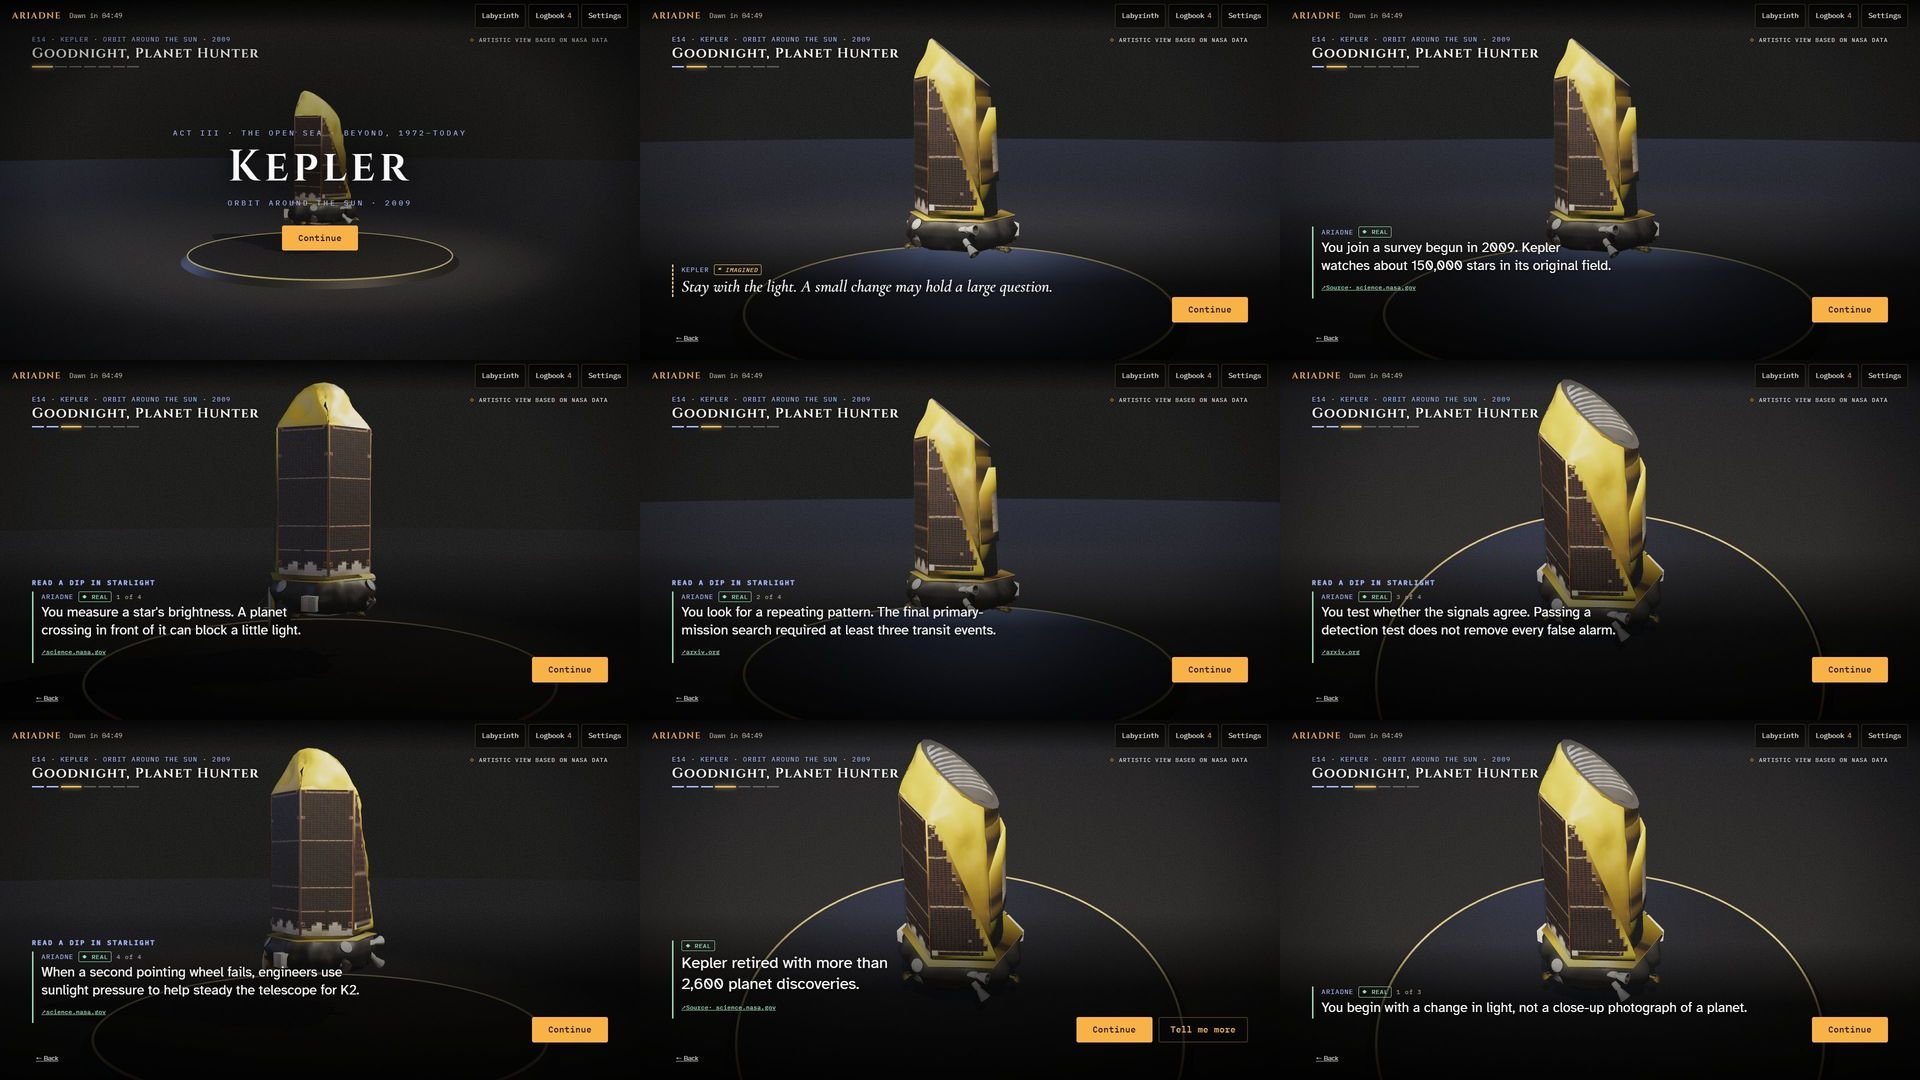 ARIADNE Dawn in 04:49
Labyrinth Logbook 4 Settings
E14 · KEPLER · ORBIT AROUND THE SUN · 2009
GOODNIGHT, PLANET HUNTER
ARTISTIC VIEW BASED ON NASA DATA
ACT III · THE OPEN SEA · BEYOND, 1972–TODAY
KEPLER
ORBIT AROUND THE SUN · 2009
Continue
ARIADNE Dawn in 04:49
Labyrinth Logbook 4 Settings
E14 · KEPLER · ORBIT AROUND THE SUN · 2009
GOODNIGHT, PLANET HUNTER
ARTISTIC VIEW BASED ON NASA DATA
KEPLER ❝ IMAGINED
Stay with the light. A small change may hold a large question.
Continue
← Back
ARIADNE Dawn in 04:49
Labyrinth Logbook 4 Settings
E14 · KEPLER · ORBIT AROUND THE SUN · 2009
GOODNIGHT, PLANET HUNTER
ARTISTIC VIEW BASED ON NASA DATA
ARIADNE ◆ REAL
You join a survey begun in 2009. Kepler
watches about 150,000 stars in its original field.
↗Source· science.nasa.gov
Continue
← Back
ARIADNE Dawn in 04:49
Labyrinth Logbook 4 Settings
E14 · KEPLER · ORBIT AROUND THE SUN · 2009
GOODNIGHT, PLANET HUNTER
ARTISTIC VIEW BASED ON NASA DATA
READ A DIP IN STARLIGHT
ARIADNE ◆ REAL 1 of 4
You measure a star's brightness. A planet
crossing in front of it can block a little light.
↗science.nasa.gov
Continue
← Back
ARIADNE Dawn in 04:49
Labyrinth Logbook 4 Settings
E14 · KEPLER · ORBIT AROUND THE SUN · 2009
GOODNIGHT, PLANET HUNTER
ARTISTIC VIEW BASED ON NASA DATA
READ A DIP IN STARLIGHT
ARIADNE ◆ REAL 2 of 4
You look for a repeating pattern. The final primary-
mission search required at least three transit events.
↗arxiv.org
Continue
← Back
ARIADNE Dawn in 04:49
Labyrinth Logbook 4 Settings
E14 · KEPLER · ORBIT AROUND THE SUN · 2009
GOODNIGHT, PLANET HUNTER
ARTISTIC VIEW BASED ON NASA DATA
READ A DIP IN STARLIGHT
ARIADNE ◆ REAL 3 of 4
You test whether the signals agree. Passing a
detection test does not remove every false alarm.
↗arxiv.org
Continue
← Back
ARIADNE Dawn in 04:49
Labyrinth Logbook 4 Settings
E14 · KEPLER · ORBIT AROUND THE SUN · 2009
GOODNIGHT, PLANET HUNTER
ARTISTIC VIEW BASED ON NASA DATA
READ A DIP IN STARLIGHT
ARIADNE ◆ REAL 4 of 4
When a second pointing wheel fails, engineers use
sunlight pressure to help steady the telescope for K2.
↗science.nasa.gov
Continue
← Back
ARIADNE Dawn in 04:49
Labyrinth Logbook 4 Settings
E14 · KEPLER · ORBIT AROUND THE SUN · 2009
GOODNIGHT, PLANET HUNTER
ARTISTIC VIEW BASED ON NASA DATA
◆ REAL
Kepler retired with more than
2,600 planet discoveries.
↗Source· science.nasa.gov
Continue Tell me more
← Back
ARIADNE Dawn in 04:49
Labyrinth Logbook 4 Settings
E14 · KEPLER · ORBIT AROUND THE SUN · 2009
GOODNIGHT, PLANET HUNTER
ARTISTIC VIEW BASED ON NASA DATA
ARIADNE ◆ REAL 1 of 3
You begin with a change in light, not a close-up photograph of a planet.
Continue
← Back